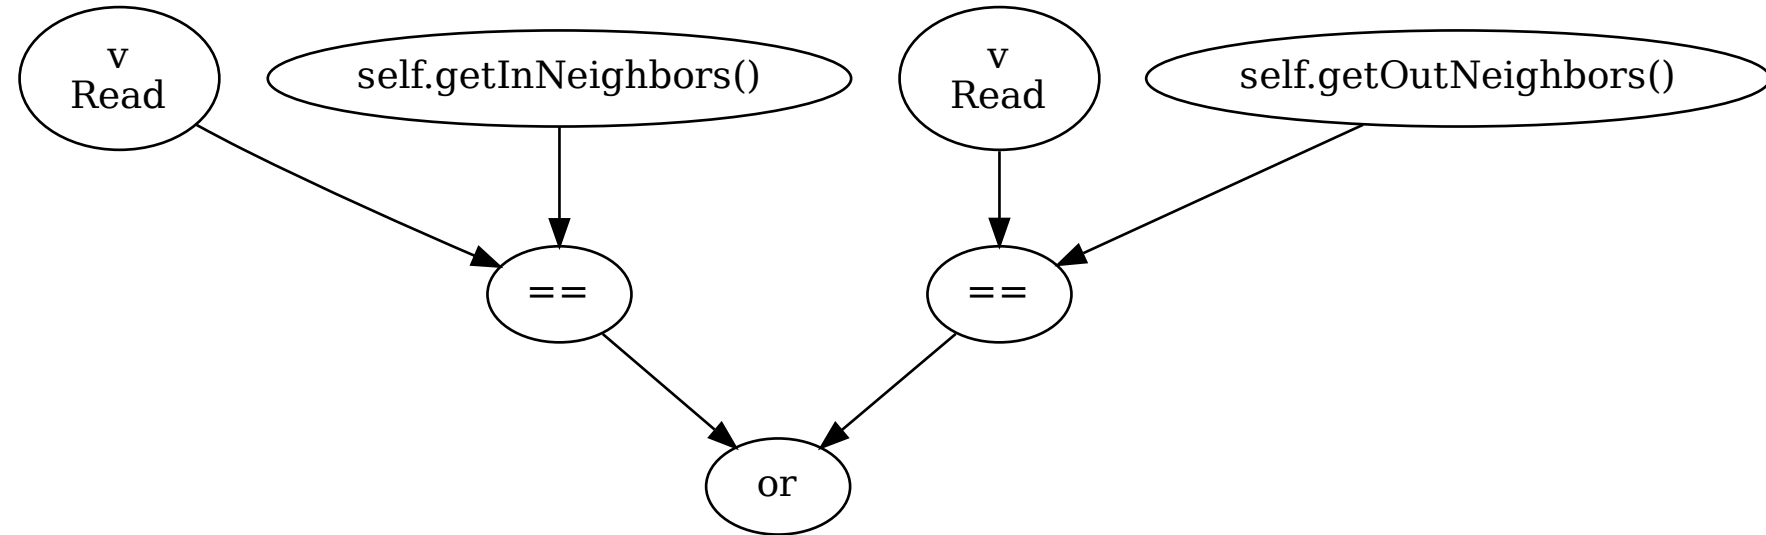 v
Read
self.getInNeighbors()
v
Read
self.getOutNeighbors()
==
==
or